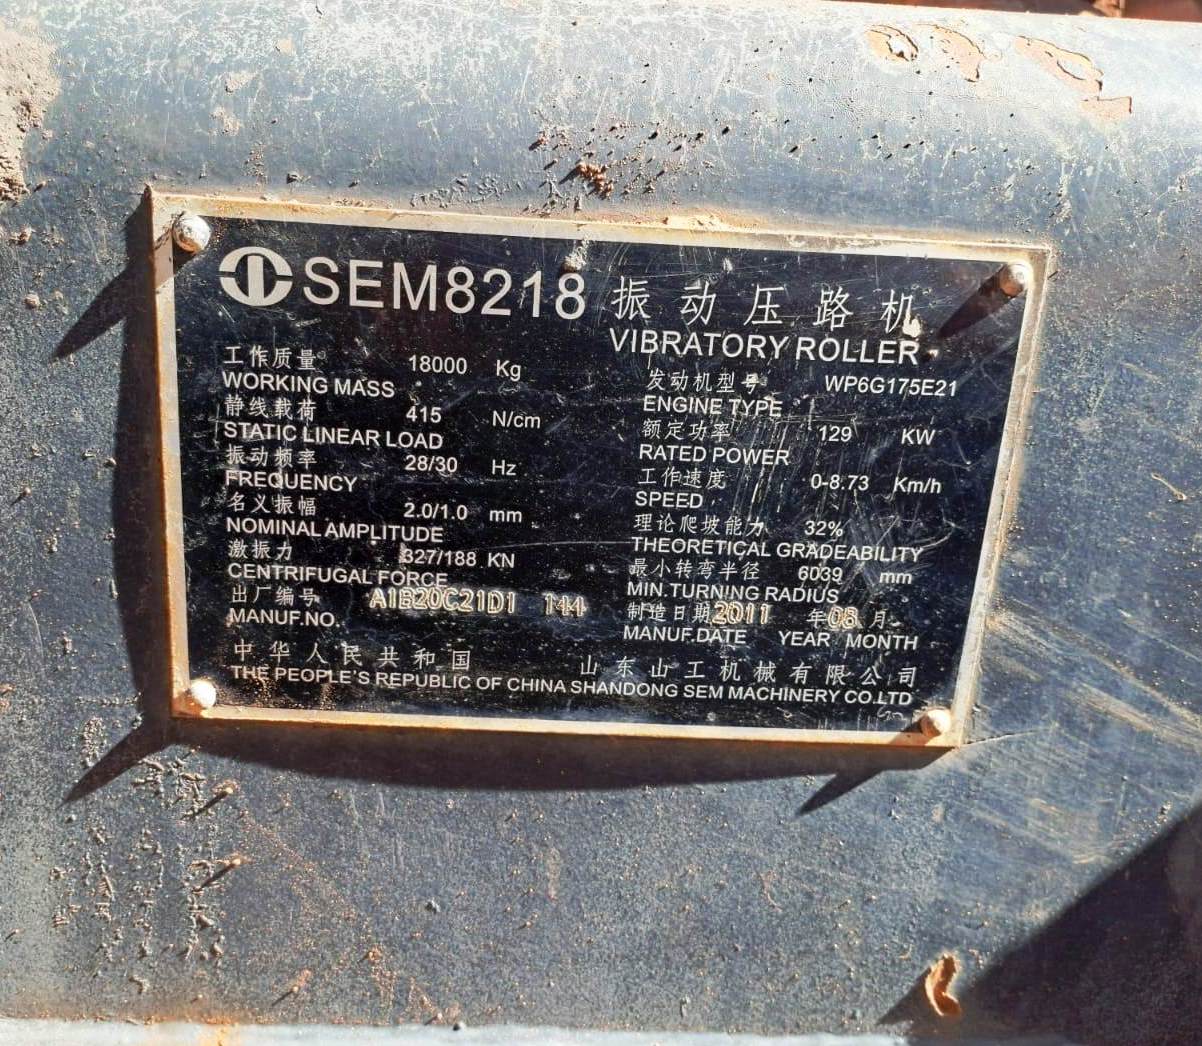 SEM8218 振动压路机
VIBRATORY ROLLER
工作质量 18000 Kg
WORKING MASS
静线载荷 415 N/cm
STATIC LINEAR LOAD
振动频率 28/30 Hz
FREQUENCY
名义振幅 2.0/1.0 mm
NOMINAL AMPLITUDE
激振力 327/188 KN
CENTRIFUGAL FORCE
出厂编号 A1B20C21D1 144
MANUF.NO.
发动机型号 WP6G175E21
ENGINE TYPE
额定功率 129 KW
RATED POWER
工作速度 0-8.73 Km/h
SPEED
理论爬坡能力 32%
THEORETICAL GRADEABILITY
最小转弯半径 6039 mm
MIN.TURNING RADIUS
制造日期 2011 年 08 月
MANUF.DATE YEAR MONTH
中华人民共和国 山东山工机械有限公司
THE PEOPLE'S REPUBLIC OF CHINA SHANDONG SEM MACHINERY CO.LTD